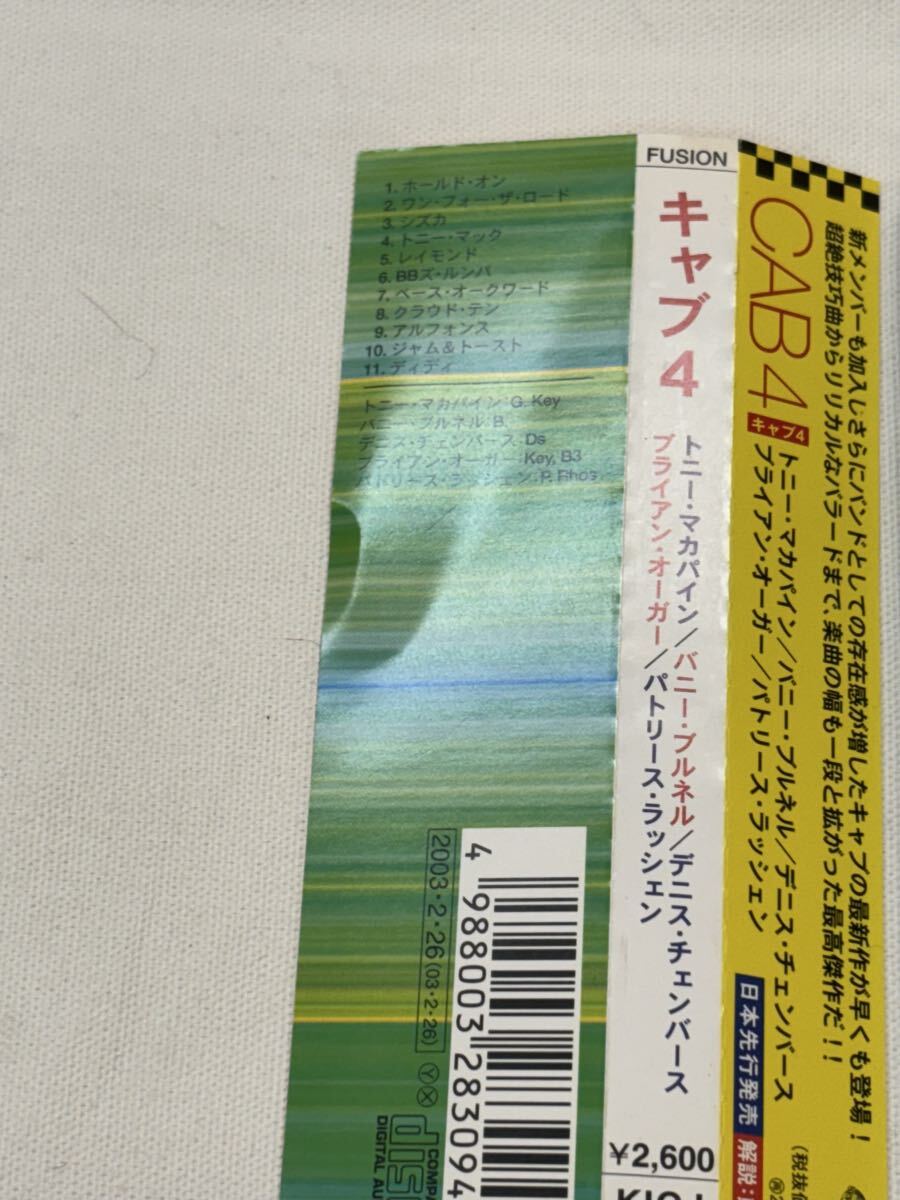 1. ホールド・オン
2. ワン・フォー・ザ・ロード
3. シズカ
4. トニー・マック
5. レイモンド
6. BBズ・ルンバ
7. ベース・オークワード
8. クラウド・テン
9. アルフォンス
10. ジャム&トースト
11. ディディ
トニー・マカパイン: G. Key
バニー・ブルネル: B
デニス・チェンバース: Ds
ブライアン・オーガー: Key, B3
パトリース・ラッシェン: P. Rhos
2003・2・26 (03・2・26)
Ⓨ Ⓧ
4 988003 283094
COMP
DIGITAL AU
FUSION
キャブ4
トニー・マカパイン/バニー・ブルネル/デニス・チェンバース
ブライアン・オーガー/パトリース・ラッシェン
¥2,600
新メンバーも加入しさらにバンドとしての存在感が増したキャブの最新作が早くも登場!
超絶技巧曲からリリカルなバラードまで、楽曲の幅も一段と拡がった最高傑作だ!!
CAB 4
キャブ4
トニー・マカパイン/バニー・ブルネル/デニス・チェンバース
ブライアン・オーガー/パトリース・ラッシェン
日本先行発売
解説:
(税抜